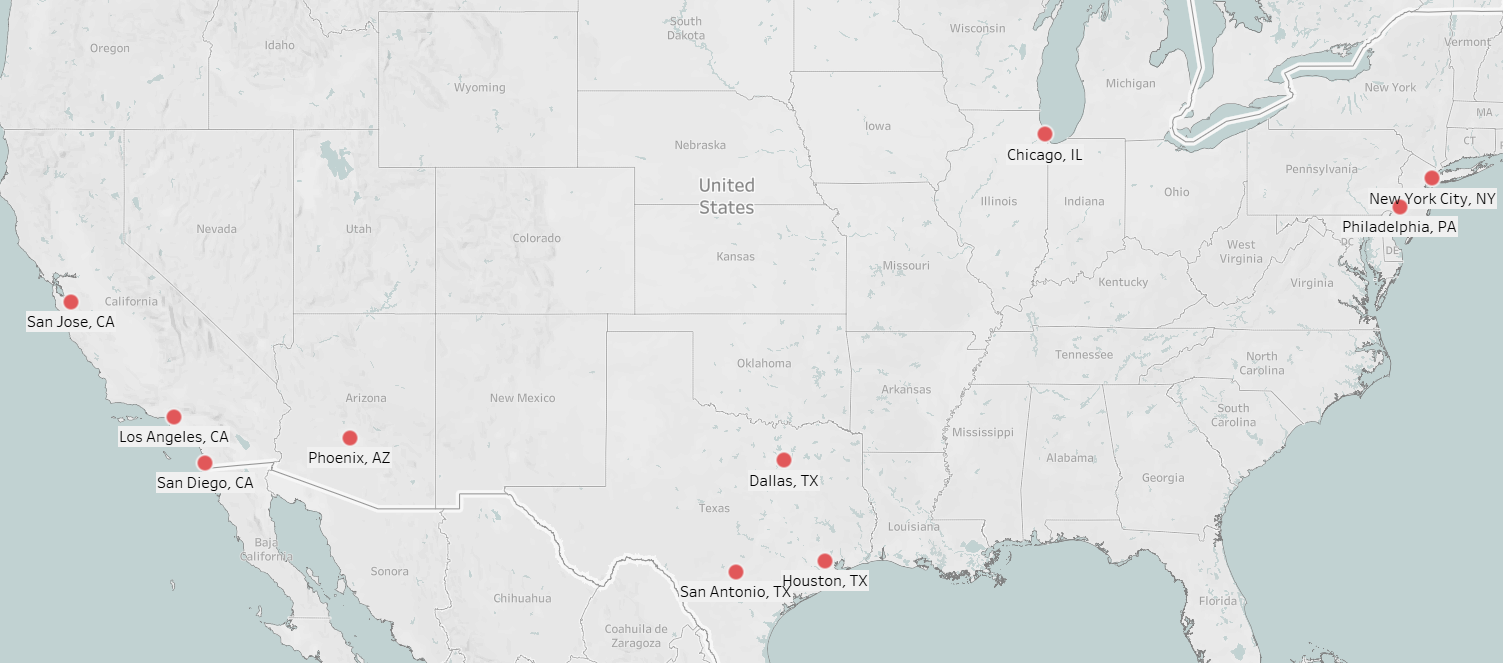 South
Dakota
Wisconsin
Oregon
Idaho
Vermont
Wyoming
Michigan
New York
MA
Iowa
CT
Nebraska
Chicago, IL
Pennsylvania
United
States
Ohio
New York City, NY
Illinois
Indiana
Philadelphia, PA
Nevada
Utah
Colorado
DC
DE
West
Virginia
Kansas
Missouri
Kentucky
Virginia
California
San Jose, CA
Tennessee
North
Carolina
Oklahoma
Arkansas
Arizona
New Mexico
South
Carolina
Mississippi
Los Angeles, CA
Phoenix, AZ
Alabama
Georgia
San Diego, CA
Dallas, TX
Texas
Louisiana
Baja
California
Sonora
Houston, TX
San Antonio, TX
Chihuahua
Florida
Coahuila de
Zaragoza